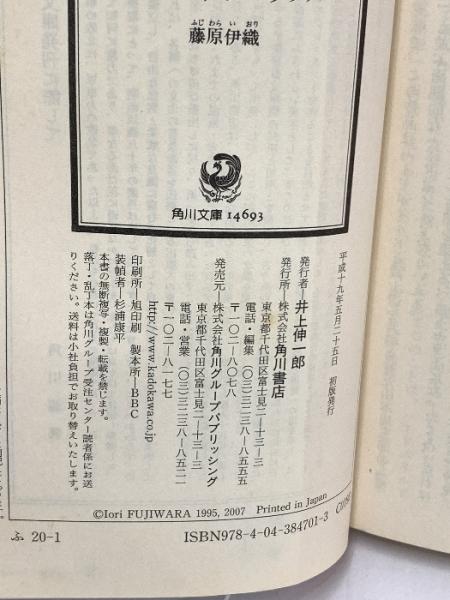 ふじ わら い おり
藤原伊織
角川文庫 14693
平成十九年五月二十五日 初版発行
発行者―井上伸一郎
発行所―株式会社角川書店
東京都千代田区富士見二―十三―三
電話・編集 (〇三)三二三八―八五五五
〒一〇二―八〇七八
発売元―株式会社角川グループパブリッシング
東京都千代田区富士見二―十三―三
電話・営業 (〇三)三二三八―八五二一
〒一〇二―八一七七
http://www.kadokawa.co.jp
印刷所―旭印刷 製本所―BBC
装幀者―杉浦康平
本書の無断複写・複製・転載を禁じます。
落丁・乱丁本は角川グループ受注センター読者係にお送
りください。送料は小社負担でお取り替えいたします。
©Iori FUJIWARA 1995, 2007 Printed in Japan
ふ 20-1
ISBN978-4-04-384701-3